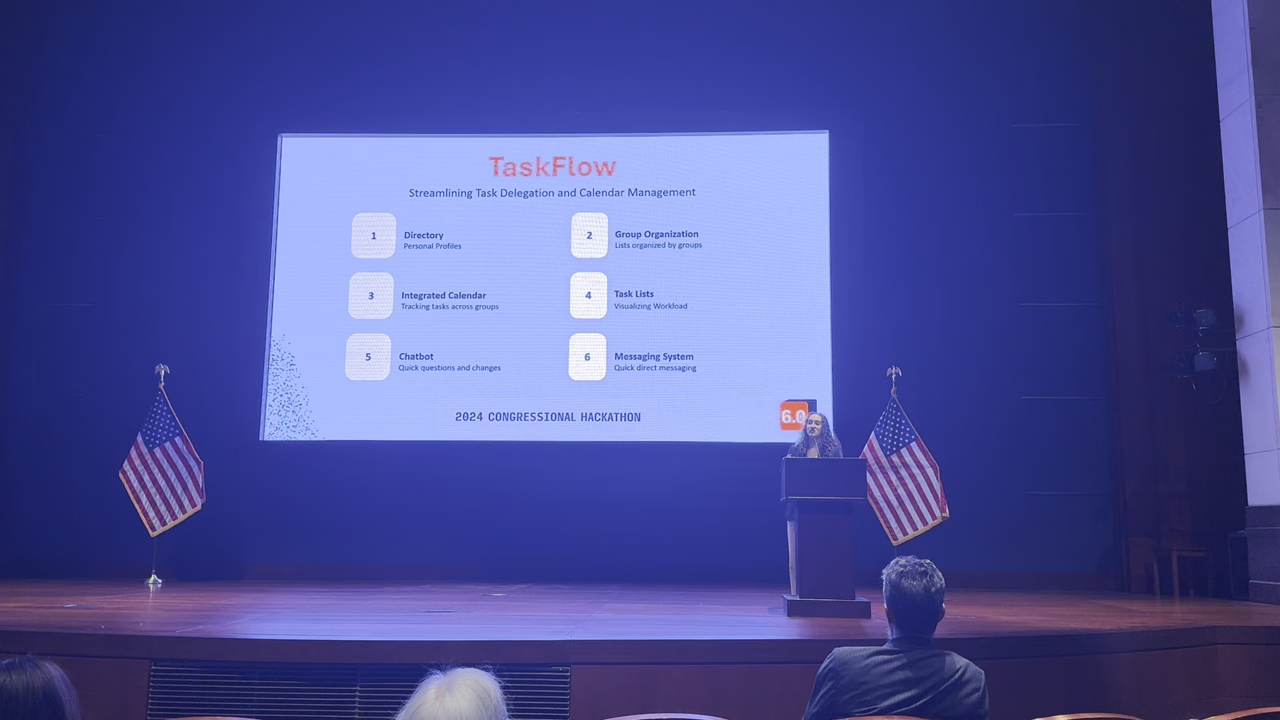 TaskFlow
Streamlining Task Delegation and Calendar Management
1
Directory
Personal Profiles
2
Group Organization
Lists organized by groups
3
Integrated Calendar
Tracking tasks across groups
4
Task Lists
Visualizing Workload
5
Chatbot
Quick questions and changes
6
Messaging System
Quick direct messaging
2024 CONGRESSIONAL HACKATHON
6.0